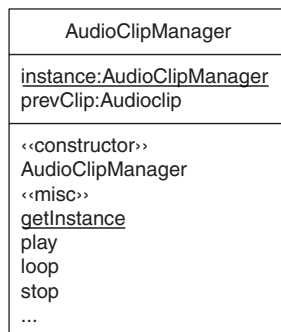 AudioClipManager
instance:AudioClipManager
prevClip:Audioclip
‹‹constructor››
AudioClipManager
‹‹misc››
getInstance
play
loop
stop
...